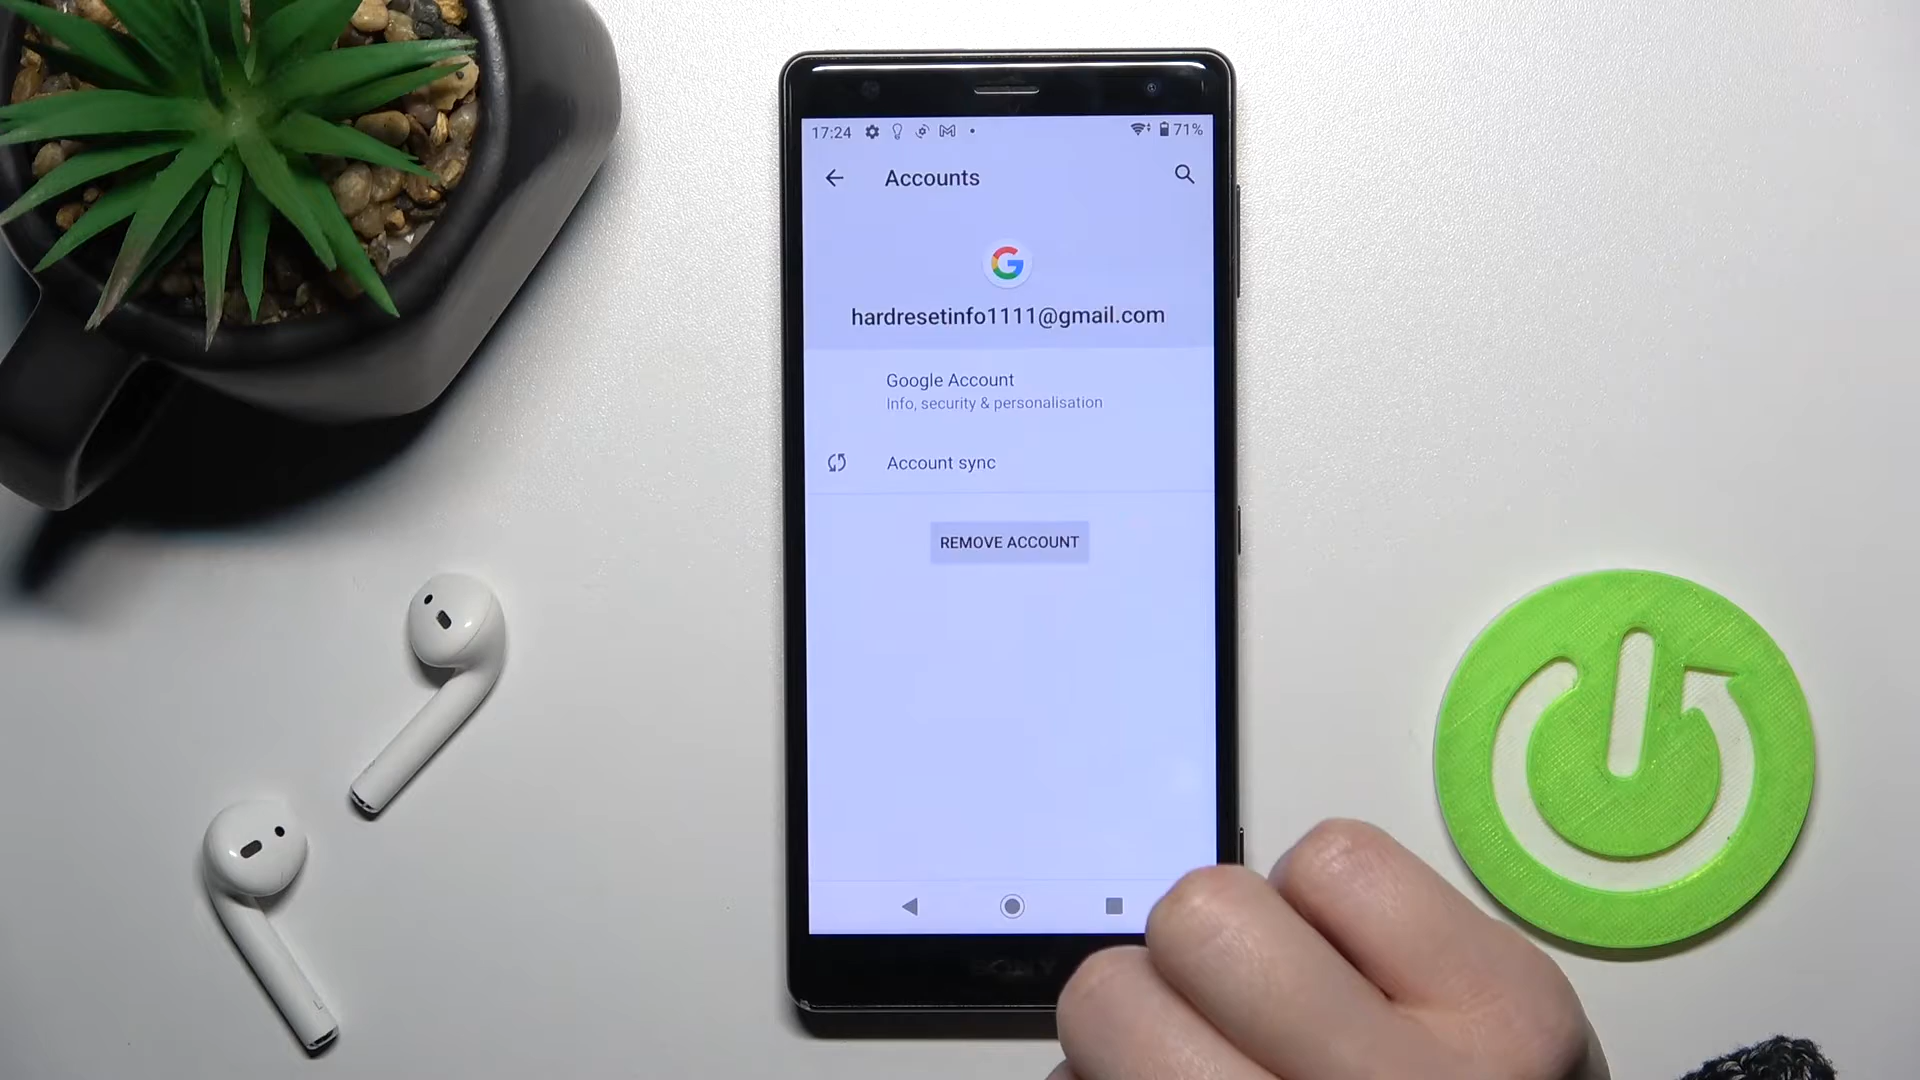 17:24
71%
Accounts
hardresetinfo1111@gmail.com
Google Account
Info, security & personalisation
Account sync
REMOVE ACCOUNT
SONY
L